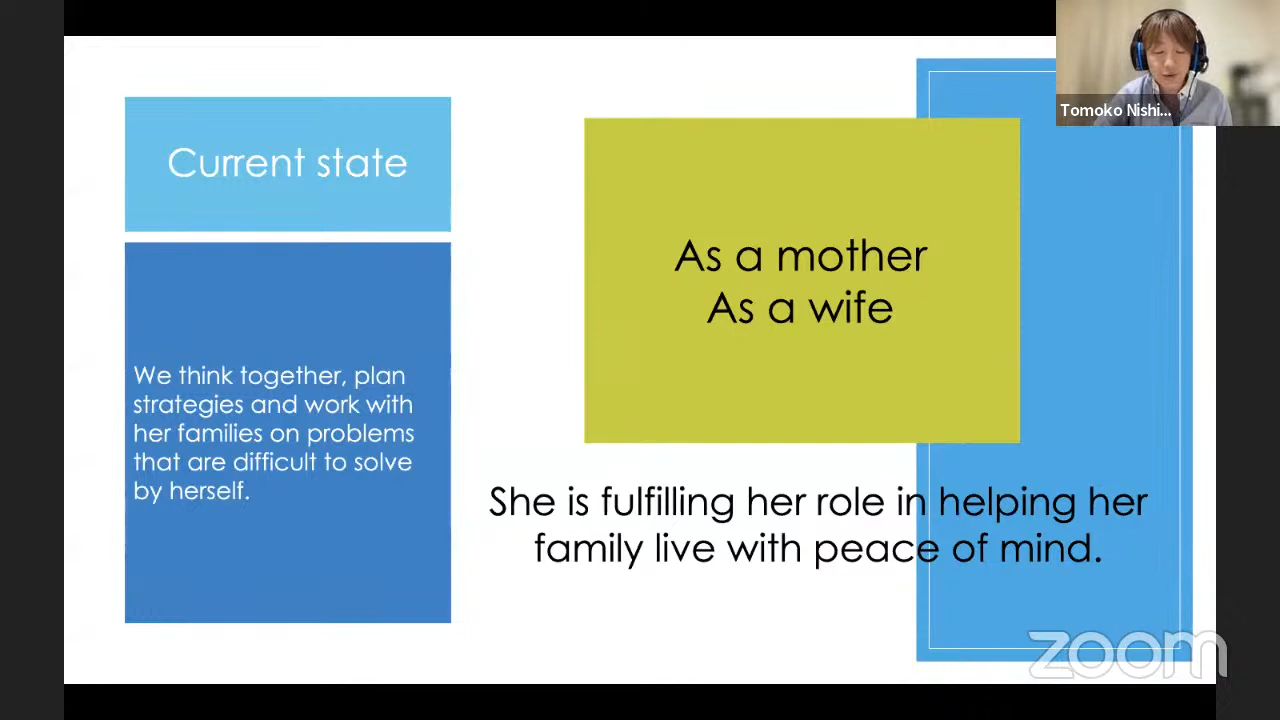 Tomoko Nishi...
Current state
As a mother
As a wife
We think together, plan
strategies and work with
her families on problems
that are difficult to solve
by herself.
She is fulfilling her role in helping her
family live with peace of mind.
zoom